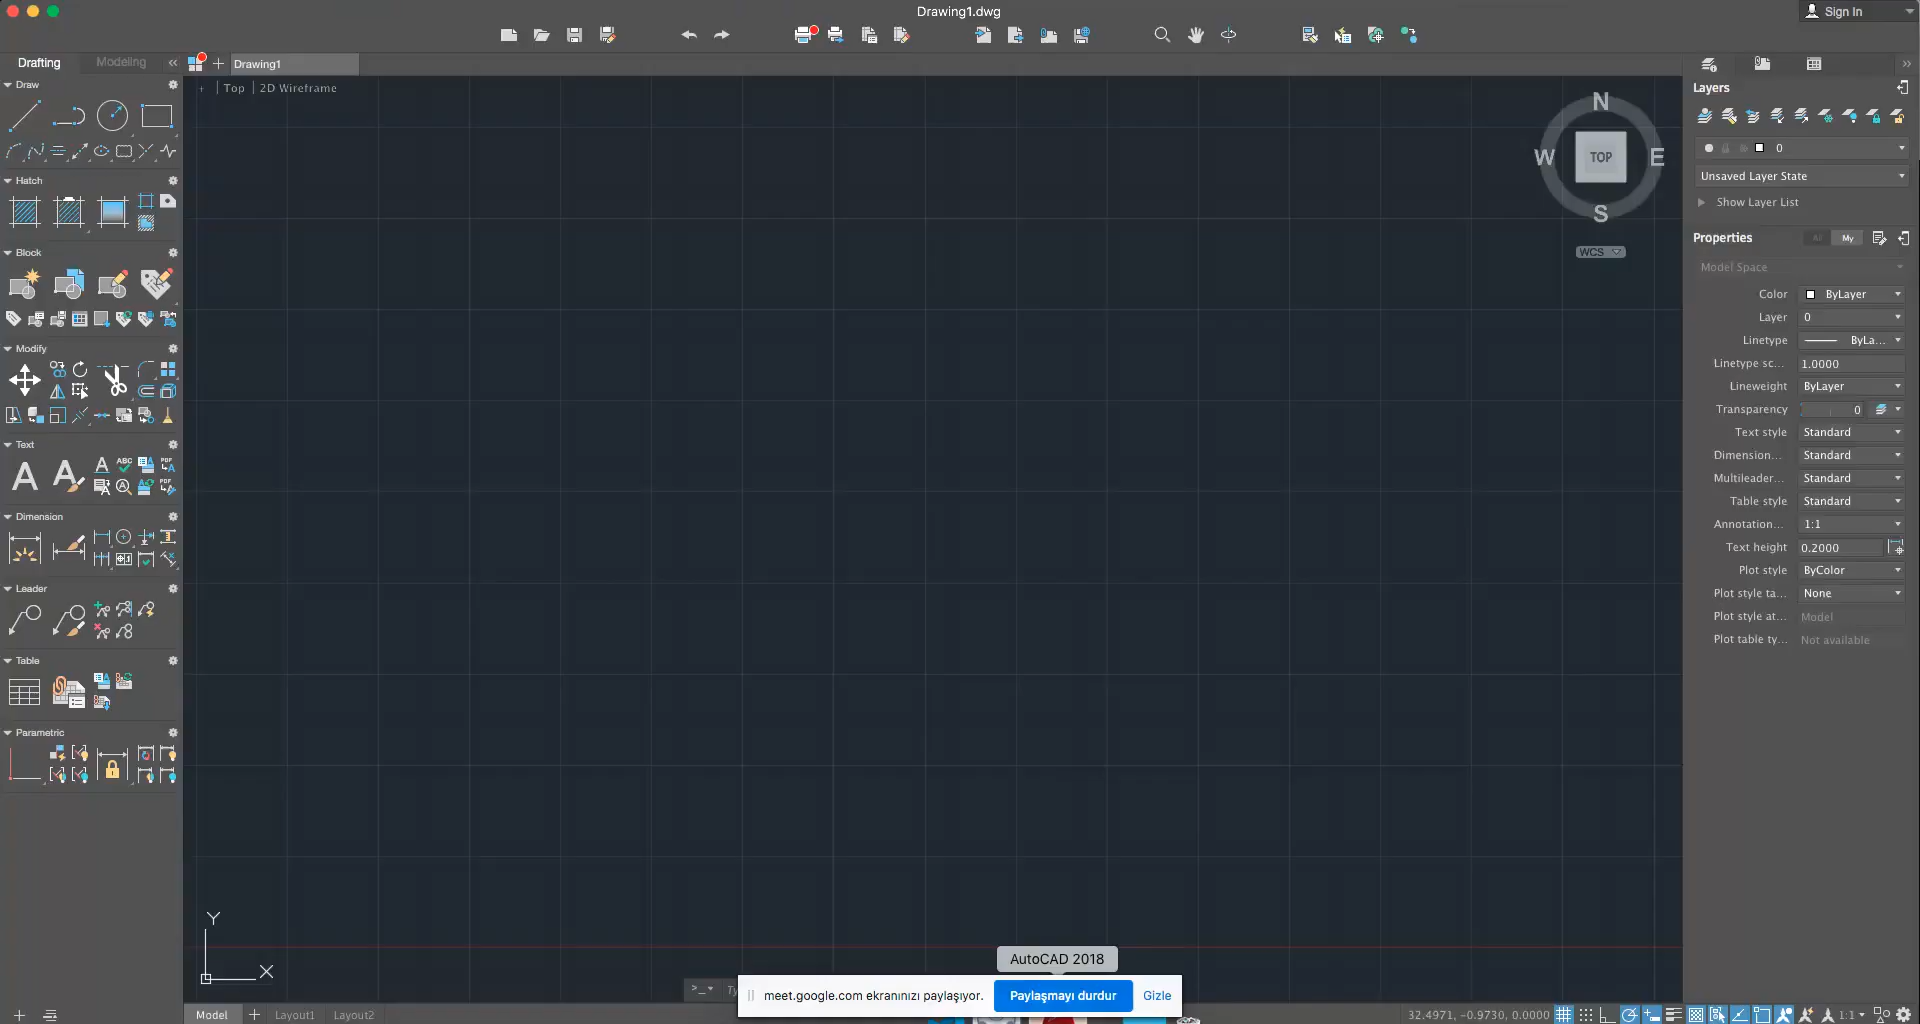 Drawing1.dwg
Sign In
Drafting
Modeling
Drawing1
Layers
Draw
Top
2D Wireframe
N
W
TOP
E
S
WCS
0
Unsaved Layer State
Show Layer List
Hatch
Block
Properties
All
My
Model Space
Color
ByLayer
Layer
0
Linetype
ByLa...
Modify
Linetype sc...
1.0000
Lineweight
ByLayer
Transparency
0
Text
Text style
Standard
Dimension...
Standard
Multileader...
Standard
Table style
Standard
Dimension
Annotation...
1:1
Text height
0.2000
Plot style
ByColor
Leader
Plot style ta...
None
Plot style at...
Model
Plot table ty...
Not available
Table
Parametric
Y
X
AutoCAD 2018
>_
Ty
meet.google.com ekranınızı paylaşıyor.
Paylaşmayı durdur
Gizle
Model
Layout1
Layout2
32.4971, -0.9730, 0.0000
1:1